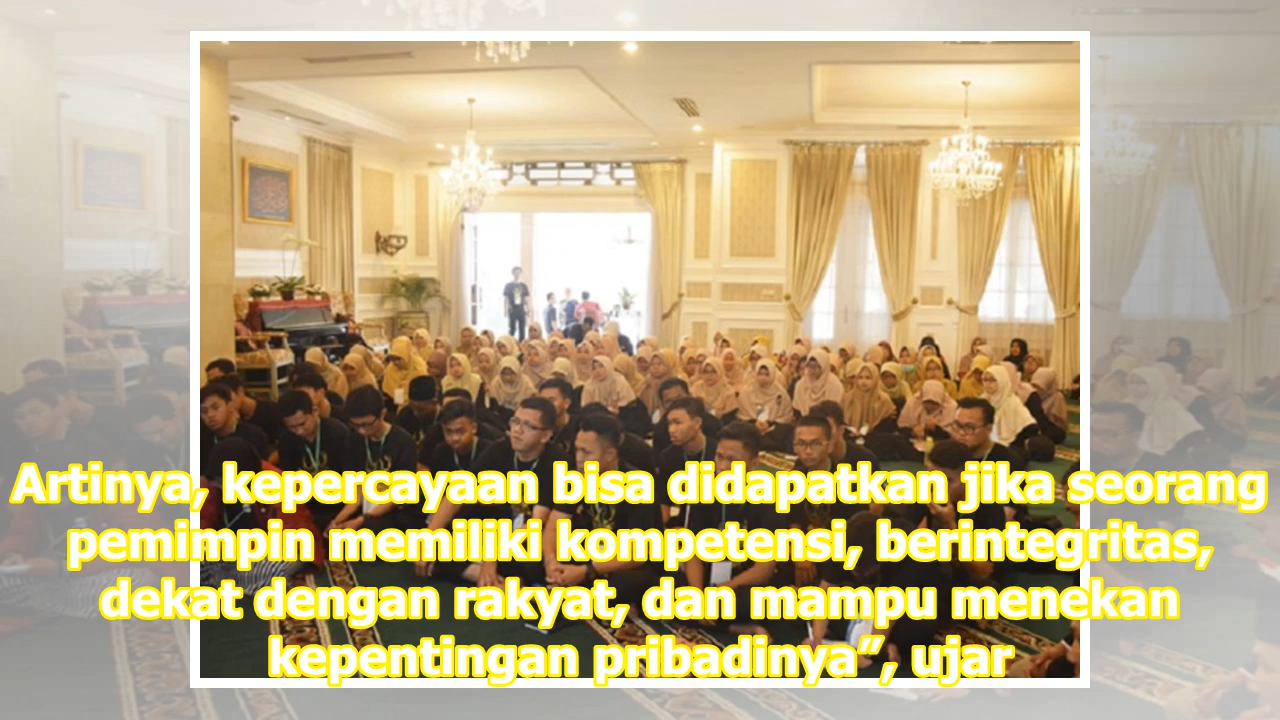 Artinya, kepercayaan bisa didapatkan jika seorang
pemimpin memiliki kompetensi, berintegritas,
dekat dengan rakyat, dan mampu menekan
kepentingan pribadinya”, ujar